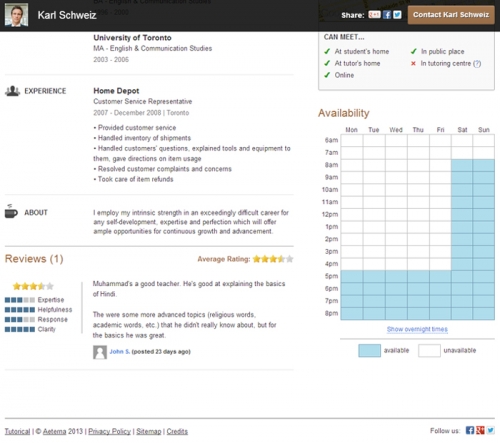 Karl Schweiz
Share:
Contact Karl Schweiz
University of Toronto
MA - English & Communication Studies
2003 - 2006
EXPERIENCE
Home Depot
Customer Service Representative
2007 - December 2008 | Toronto
• Provided customer service
• Handled inventory of shipments
• Handled customers' questions, explained tools and equipment to
them, gave directions on item usage
• Resolved customer complaints and concerns
• Took care of item refunds
ABOUT
I employ my intrinsic strength in an exceedingly difficult career for
any self-development, expertise and perfection which will offer
ample opportunities for continuous growth and advancement.
Reviews (1)
Average Rating:
Expertise
Helpfulness
Response
Clarity
Muhammad's a good teacher. He's good at explaining the basics
of Hindi.
The were some more advanced topics (religious words,
academic words, etc.) that he didn't really know about, but for
the basics he was great.
John S. (posted 23 days ago)
CAN MEET...
At student's home
In public place
At tutor's home
In tutoring centre (?)
Online
Availability
Mon Tue Wed Thu Fri Sat Sun
6am
7am
8am
9am
10am
11am
12pm
1pm
2pm
3pm
4pm
5pm
6pm
7pm
8pm
Show overnight times
available
unavailable
Tutorical | © Aeterna 2013 | Privacy Policy | Sitemap | Credits
Follow us: